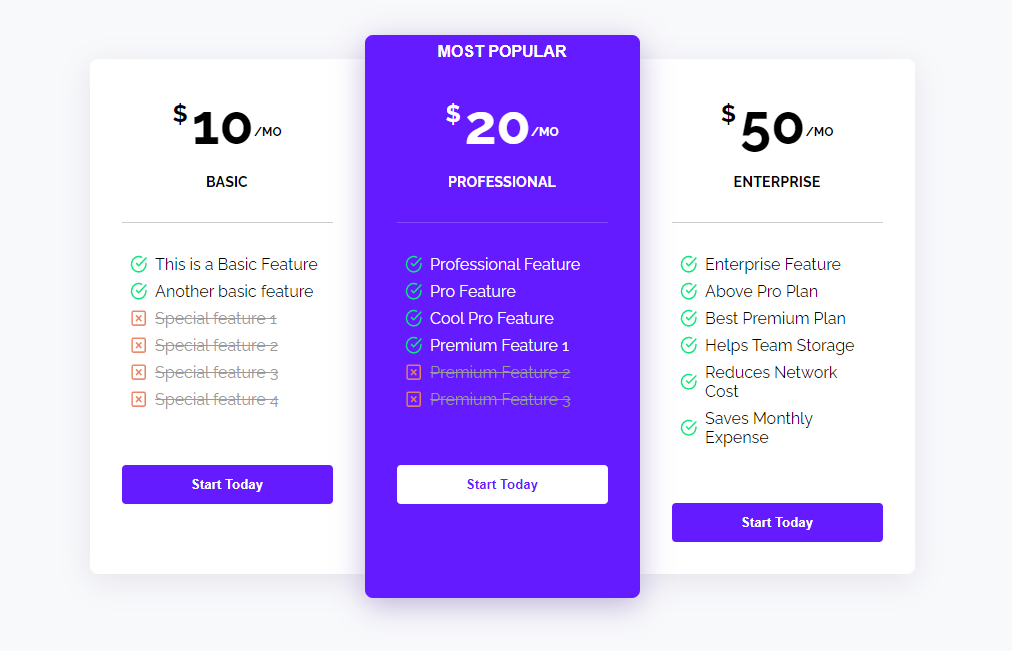 $10/MO
BASIC
This is a Basic Feature
Another basic feature
Special feature 1
Special feature 2
Special feature 3
Special feature 4
Start Today
MOST POPULAR
$20/MO
PROFESSIONAL
Professional Feature
Pro Feature
Cool Pro Feature
Premium Feature 1
Premium Feature 2
Premium Feature 3
Start Today
$50/MO
ENTERPRISE
Enterprise Feature
Above Pro Plan
Best Premium Plan
Helps Team Storage
Reduces Network
Cost
Saves Monthly
Expense
Start Today